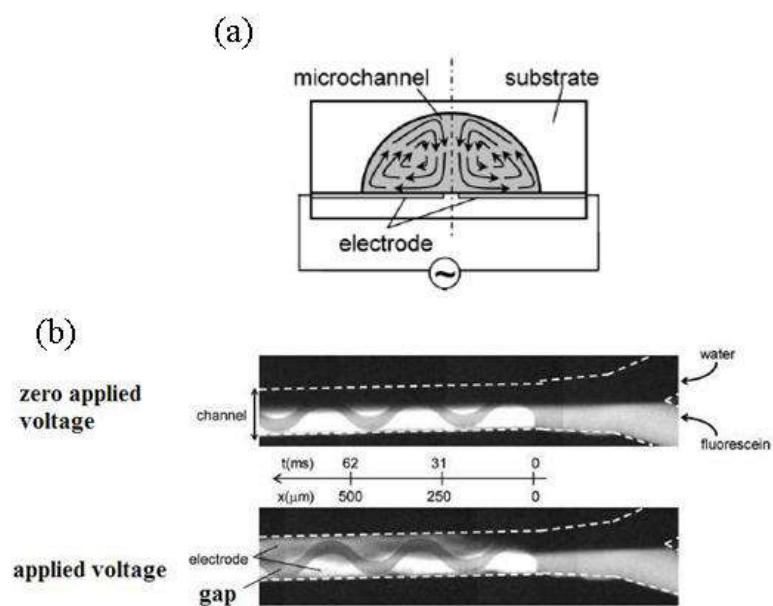 (a)
microchannel substrate
electrode
~
(b)
water
zero applied
voltage
channel
fluorescein
t(ms) 62 31 0
x(μm) 500 250 0
applied voltage
electrode
gap